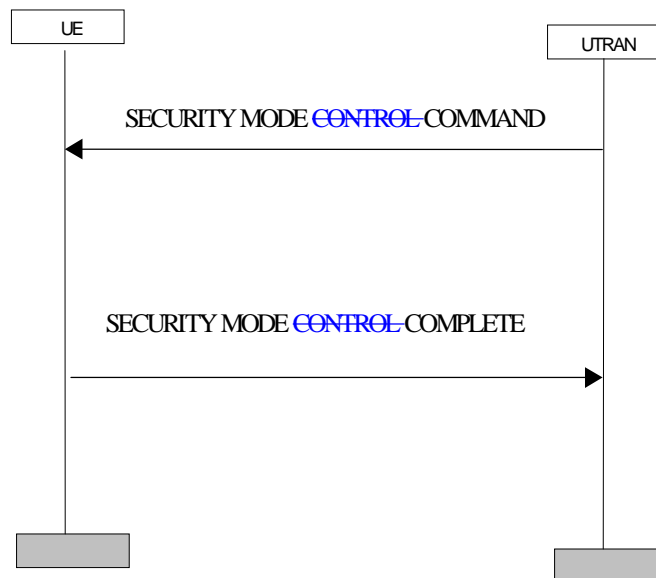 UE
UTRAN
SECURITY MODE CONTROL COMMAND
SECURITY MODE CONTROL COMPLETE